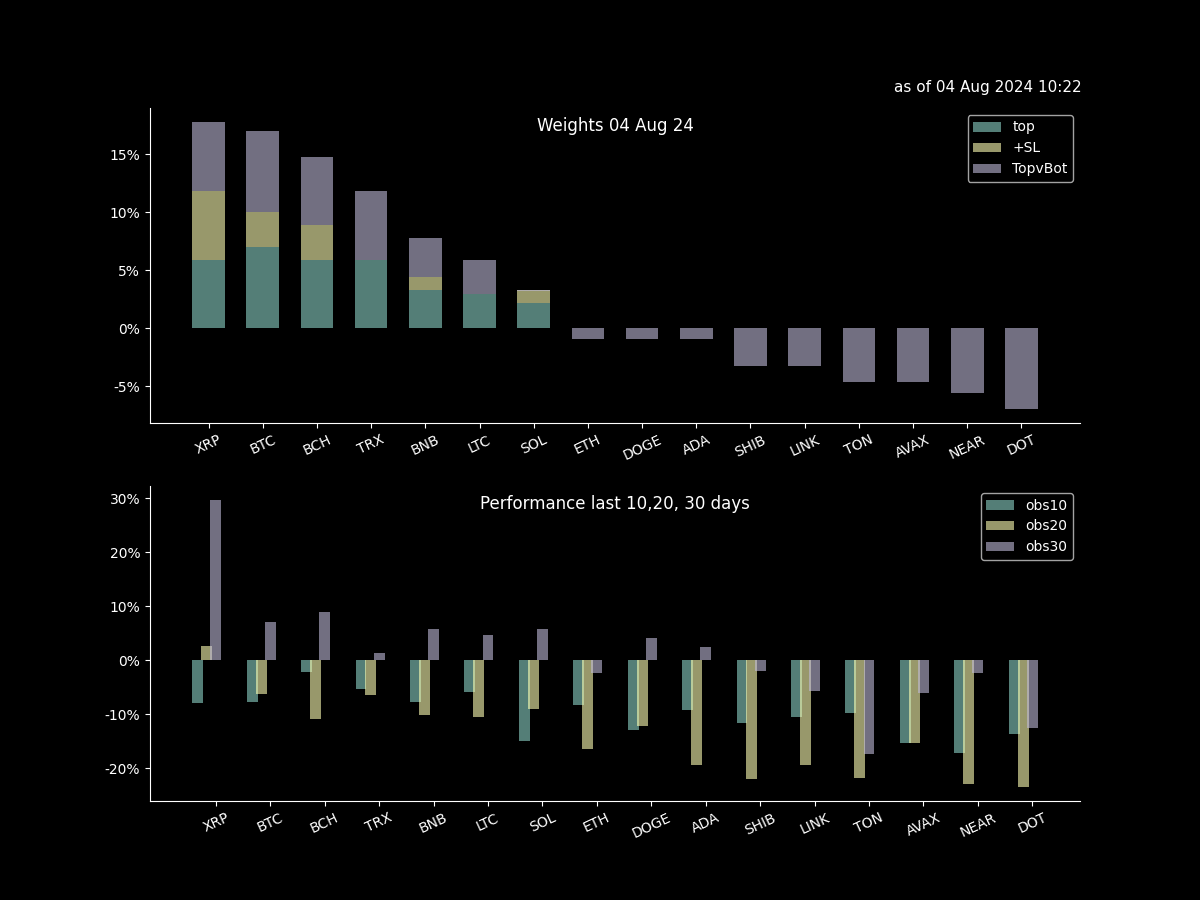 as of 04 Aug 2024 10:22
Weights 04 Aug 24
top
+SL
TopvBot
15%
10%
5%
0%
-5%
XRP BTC BCH TRX BNB LTC SOL ETH DOGE ADA SHIB LINK TON AVAX NEAR DOT
Performance last 10,20, 30 days
obs10
obs20
obs30
30%
20%
10%
0%
-10%
-20%
XRP BTC BCH TRX BNB LTC SOL ETH DOGE ADA SHIB LINK TON AVAX NEAR DOT